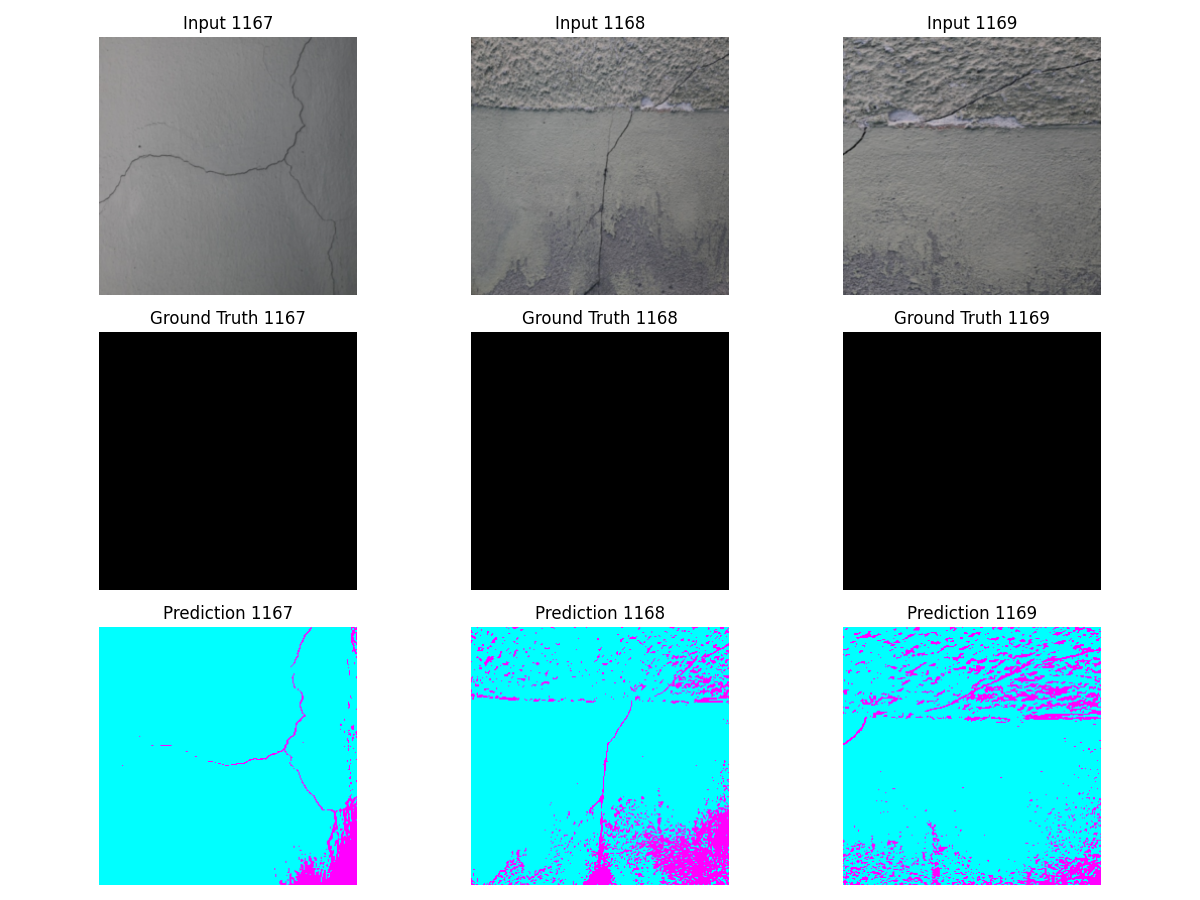 Input 1167
Input 1168
Input 1169
Ground Truth 1167
Ground Truth 1168
Ground Truth 1169
Prediction 1167
Prediction 1168
Prediction 1169